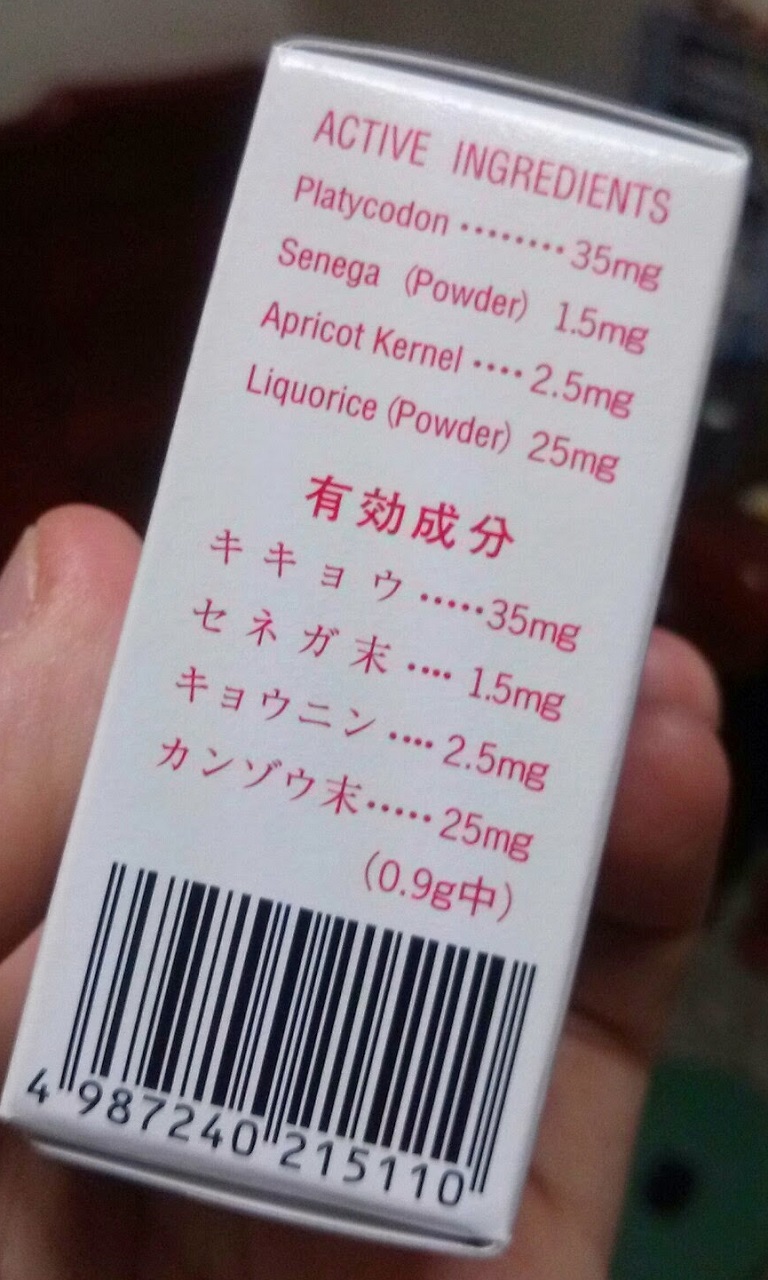 ACTIVE INGREDIENTS
Platycodon ········ 35mg
Senega (Powder) 1.5mg
Apricot Kernel ···· 2.5mg
Liquorice (Powder) 25mg
有効成分
キキョウ ····· 35mg
セネガ末 ···· 1.5mg
キョウニン ···· 2.5mg
カンゾウ末 ····· 25mg
(0.9g中)
4 987240 215110